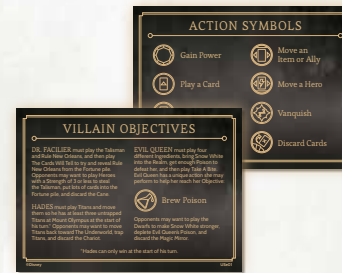 ACTION SYMBOLS
Gain Power
Move an
Item or Ally
Play a Card
Move a Hero
Vanquish
Discard Cards
VILLAIN OBJECTIVES
DR. FACILIER must play the Talisman
and Rule New Orleans, and then play
The Cards Will Tell to try and reveal Rule
New Orleans from the Fortune pile.
Opponents may want to play Heroes
with a Strength of 3 or less to steal
the Talisman, put lots of cards into the
Fortune pile, and discard the Cane.
HADES must play Titans and move
them so he has at least three untapped
Titans at Mount Olympus at the start of
his turn.* Opponents may want to move
Titans back toward The Underworld, trap
Titans, and discard the Chariot.
EVIL QUEEN must play four
different Ingredients, bring Snow White
into the Realm, get enough Poison to
defeat her, and then play Take A Bite.
Evil Queen has a unique action she may
perform to help her reach her Objective:
Brew Poison
Opponents may want to play the
Dwarfs to make Snow White stronger,
deplete Evil Queen's Poison, and
discard the Magic Mirror.
*Hades can only win at the start of his turn.
©Disney